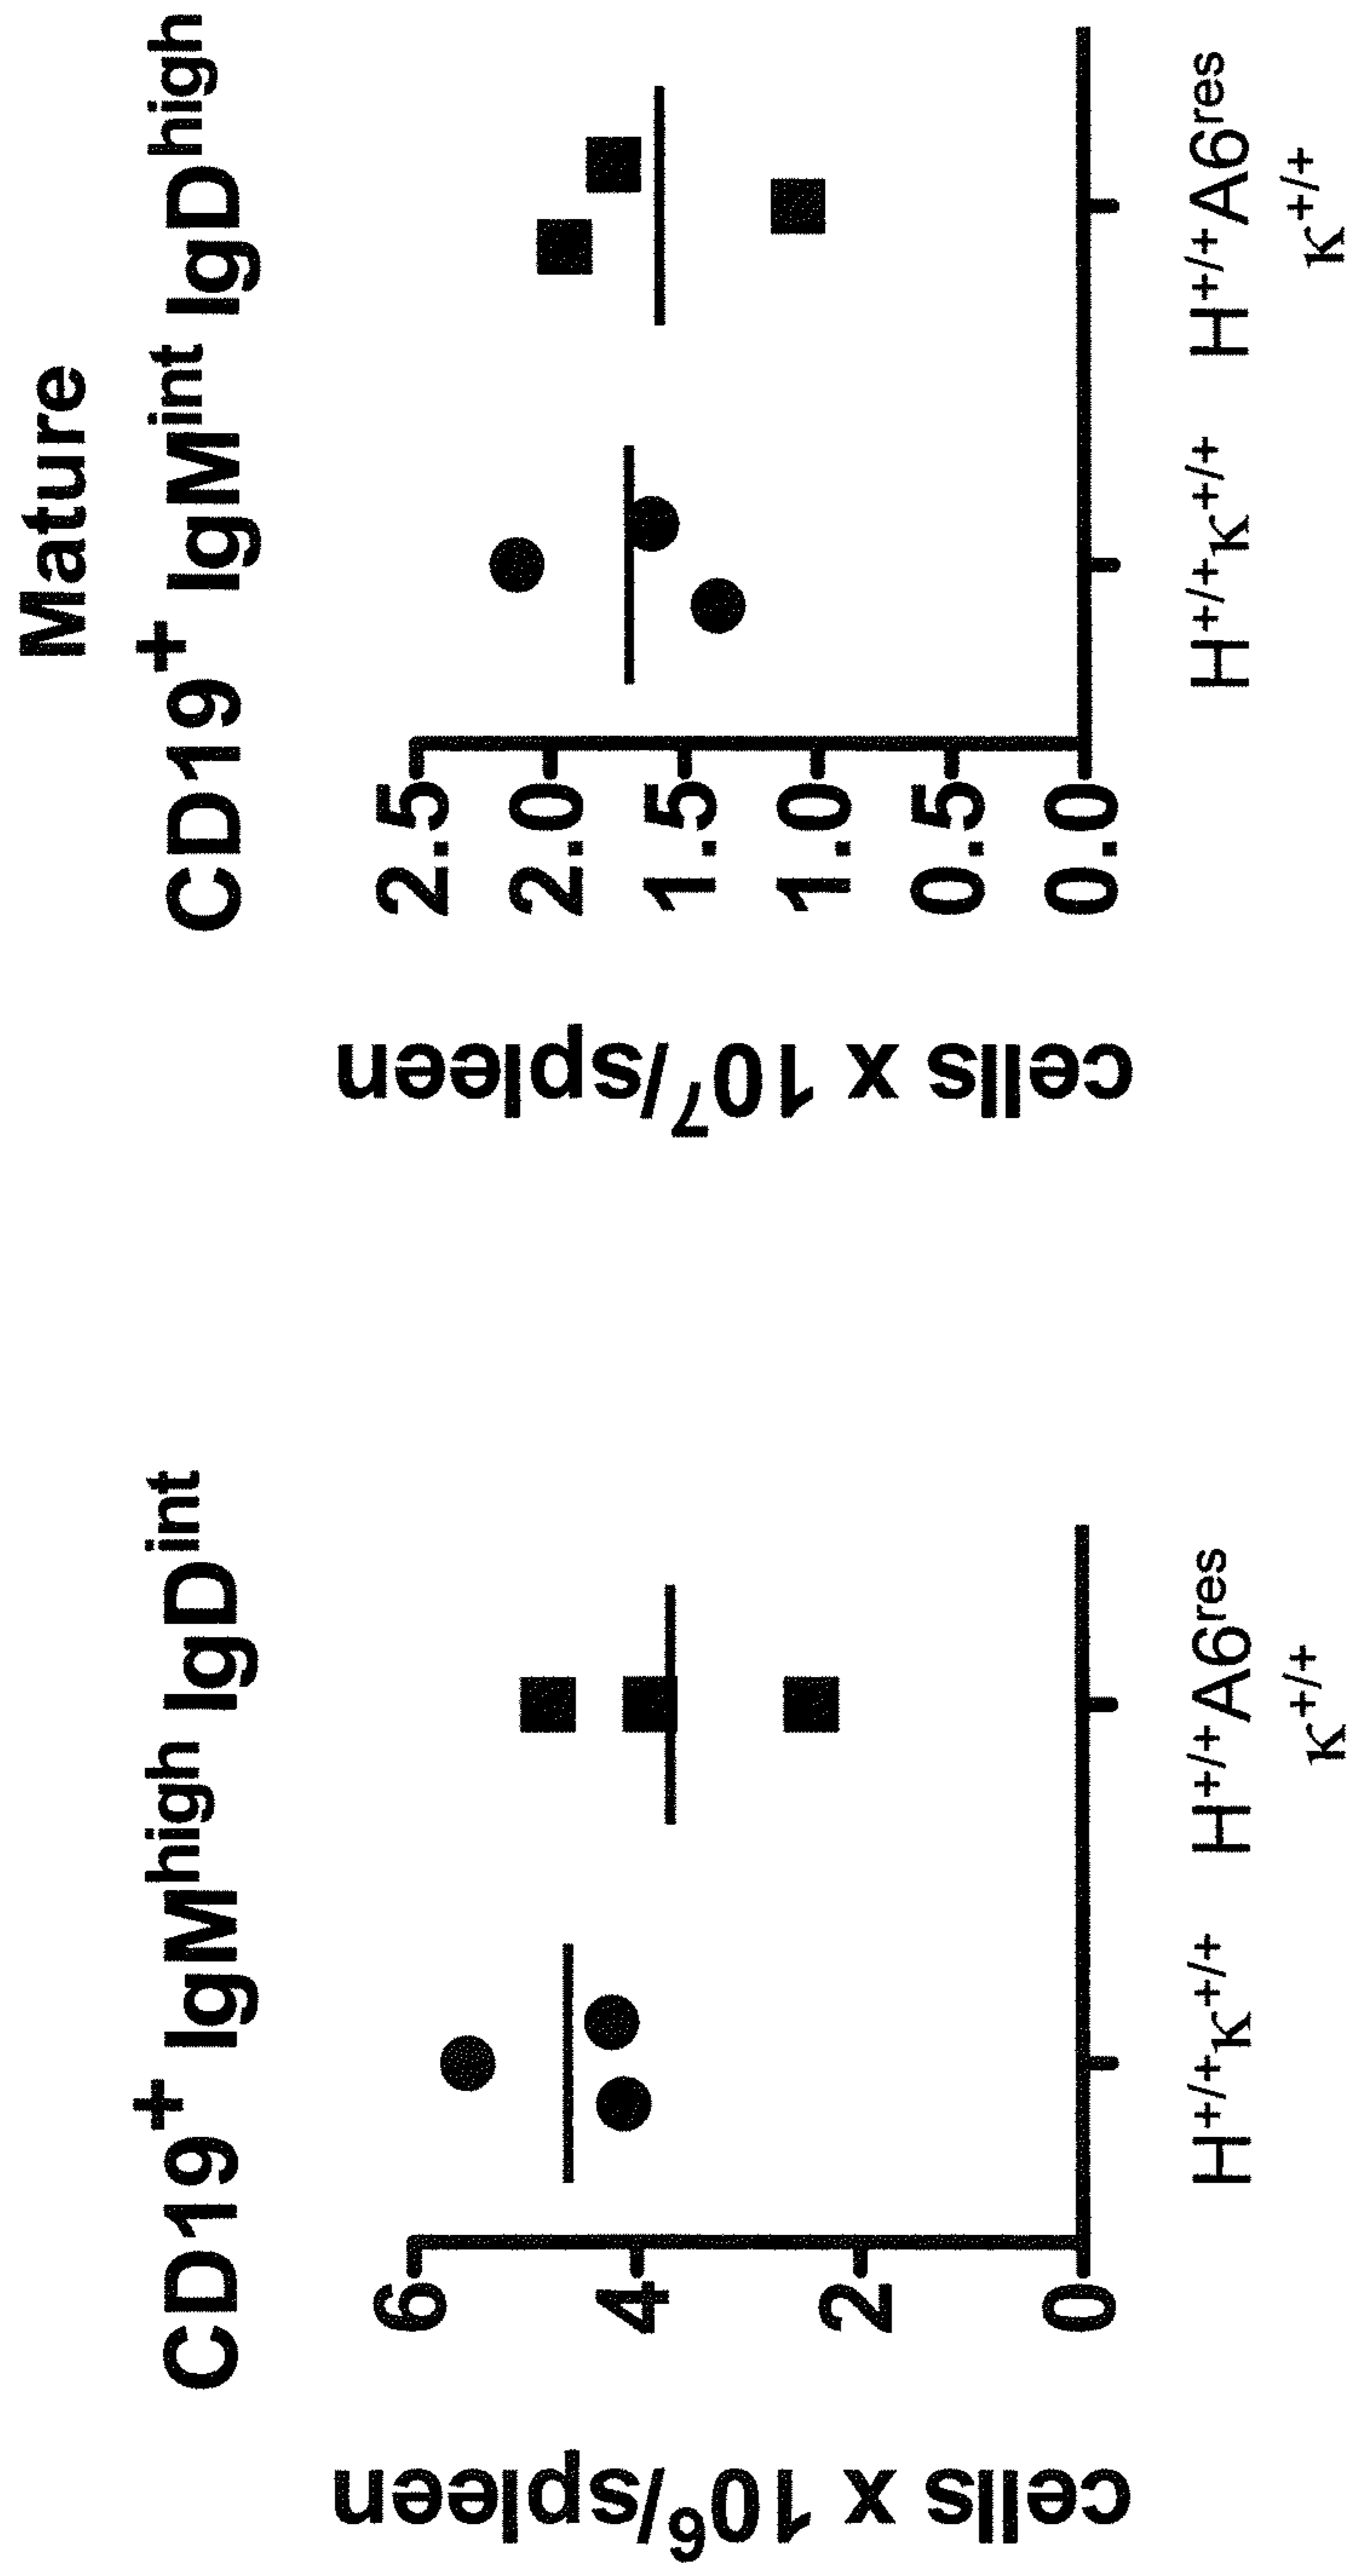 CD19⁺ IgMʰⁱᵍʰ IgDⁱⁿᵗ
cells x 10⁶/spleen
6
4
2
0
H⁺/⁺κ⁺/⁺
H⁺/⁺A6ʳᵉˢ
κ⁺/⁺
Mature
CD19⁺ IgMⁱⁿᵗ IgDʰⁱᵍʰ
cells x 10⁷/spleen
2.5
2.0
1.5
1.0
0.5
0.0
H⁺/⁺κ⁺/⁺
H⁺/⁺A6ʳᵉˢ
κ⁺/⁺